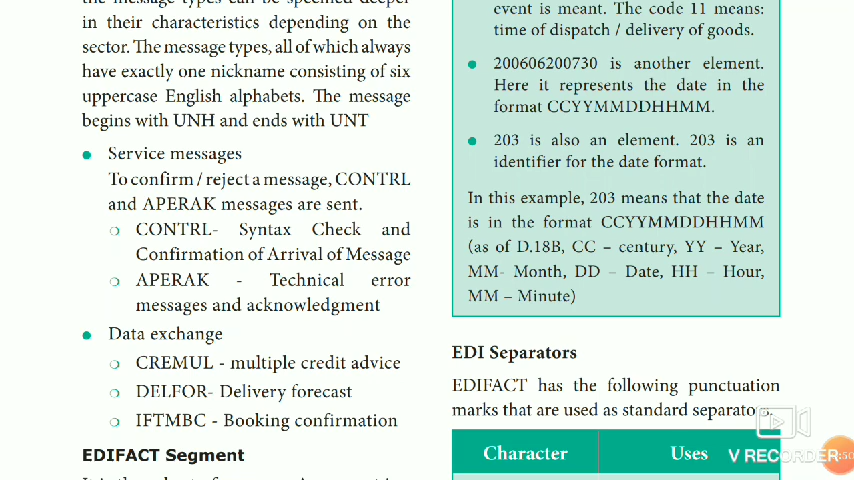 the message types can be specified deeper
in their characteristics depending on the
sector. The message types, all of which always
have exactly one nickname consisting of six
uppercase English alphabets. The message
begins with UNH and ends with UNT
Service messages
To confirm / reject a message, CONTRL
and APERAK messages are sent.
CONTRL- Syntax Check and
Confirmation of Arrival of Message
APERAK - Technical error
messages and acknowledgment
Data exchange
CREMUL - multiple credit advice
DELFOR- Delivery forecast
IFTMBC - Booking confirmation
EDIFACT Segment
event is meant. The code 11 means:
time of dispatch / delivery of goods.
200606200730 is another element.
Here it represents the date in the
format CCYYMMDDHHMM.
203 is also an element. 203 is an
identifier for the date format.
In this example, 203 means that the date
is in the format CCYYMMDDHHMM
(as of D.18B, CC – century, YY – Year,
MM- Month, DD – Date, HH – Hour,
MM – Minute)
EDI Separators
EDIFACT has the following punctuation
marks that are used as standard separators.
Character Uses
V RECORDER
:50